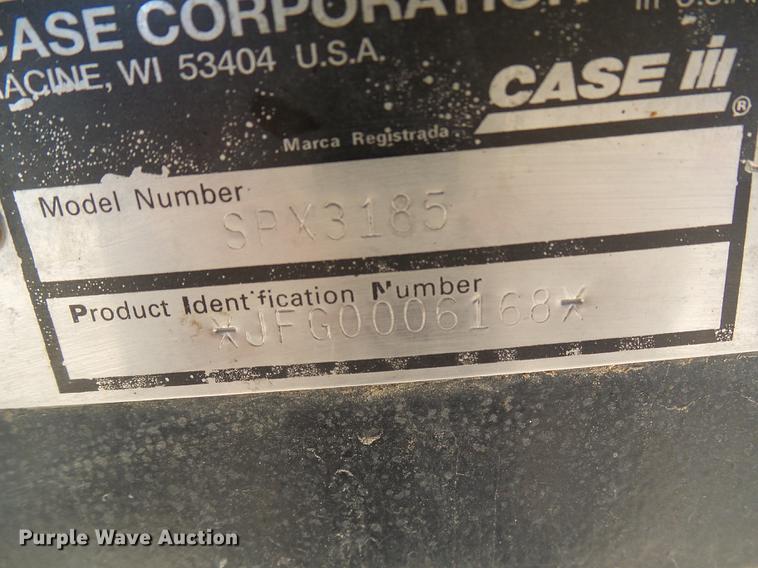 CASE CORPORATION
RACINE, WI 53404 U.S.A.
in U.S.A.
CASE IH ®
Marca Registrada
Model Number
SPX3185
Product Identification Number
*JFG0006168*
Purple Wave Auction